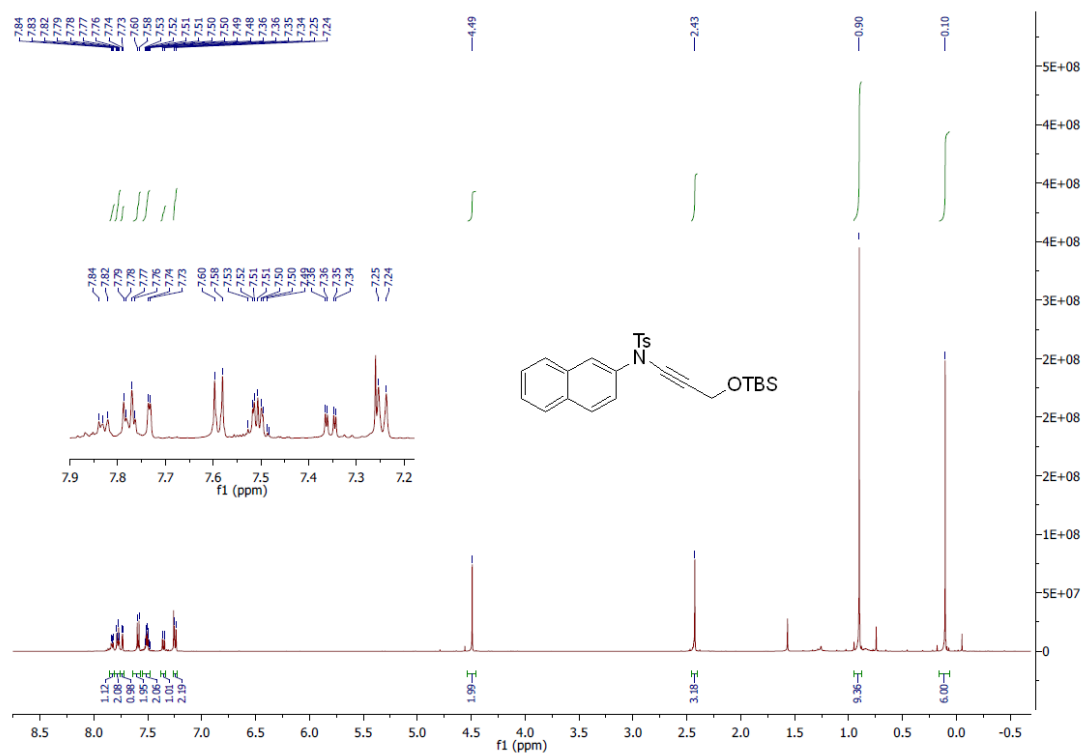 7.84 7.83 7.82 7.79 7.78 7.77 7.76 7.74 7.73 7.60 7.58 7.53 7.52 7.51 7.51 7.50 7.50 7.49 7.48 7.36 7.36 7.35 7.34 7.25 7.24
4.49
2.43
0.90
0.10
5E+08
4E+08
4E+08
4E+08
3E+08
2E+08
2E+08
2E+08
1E+08
5E+07
0
7.84 7.82 7.79 7.78 7.77 7.76 7.74 7.73 7.60 7.58 7.53 7.52 7.51 7.51 7.50 7.50 7.49 7.36 7.36 7.35 7.34 7.25 7.24
7.9 7.8 7.7 7.6 7.5 7.4 7.3 7.2
f1 (ppm)
Ts
N
OTBS
1.12 2.08 0.98 1.95 2.06 1.01 2.19 1.99 3.18 9.36 6.00
8.5 8.0 7.5 7.0 6.5 6.0 5.5 5.0 4.5 4.0 3.5 3.0 2.5 2.0 1.5 1.0 0.5 0.0 -0.5
f1 (ppm)